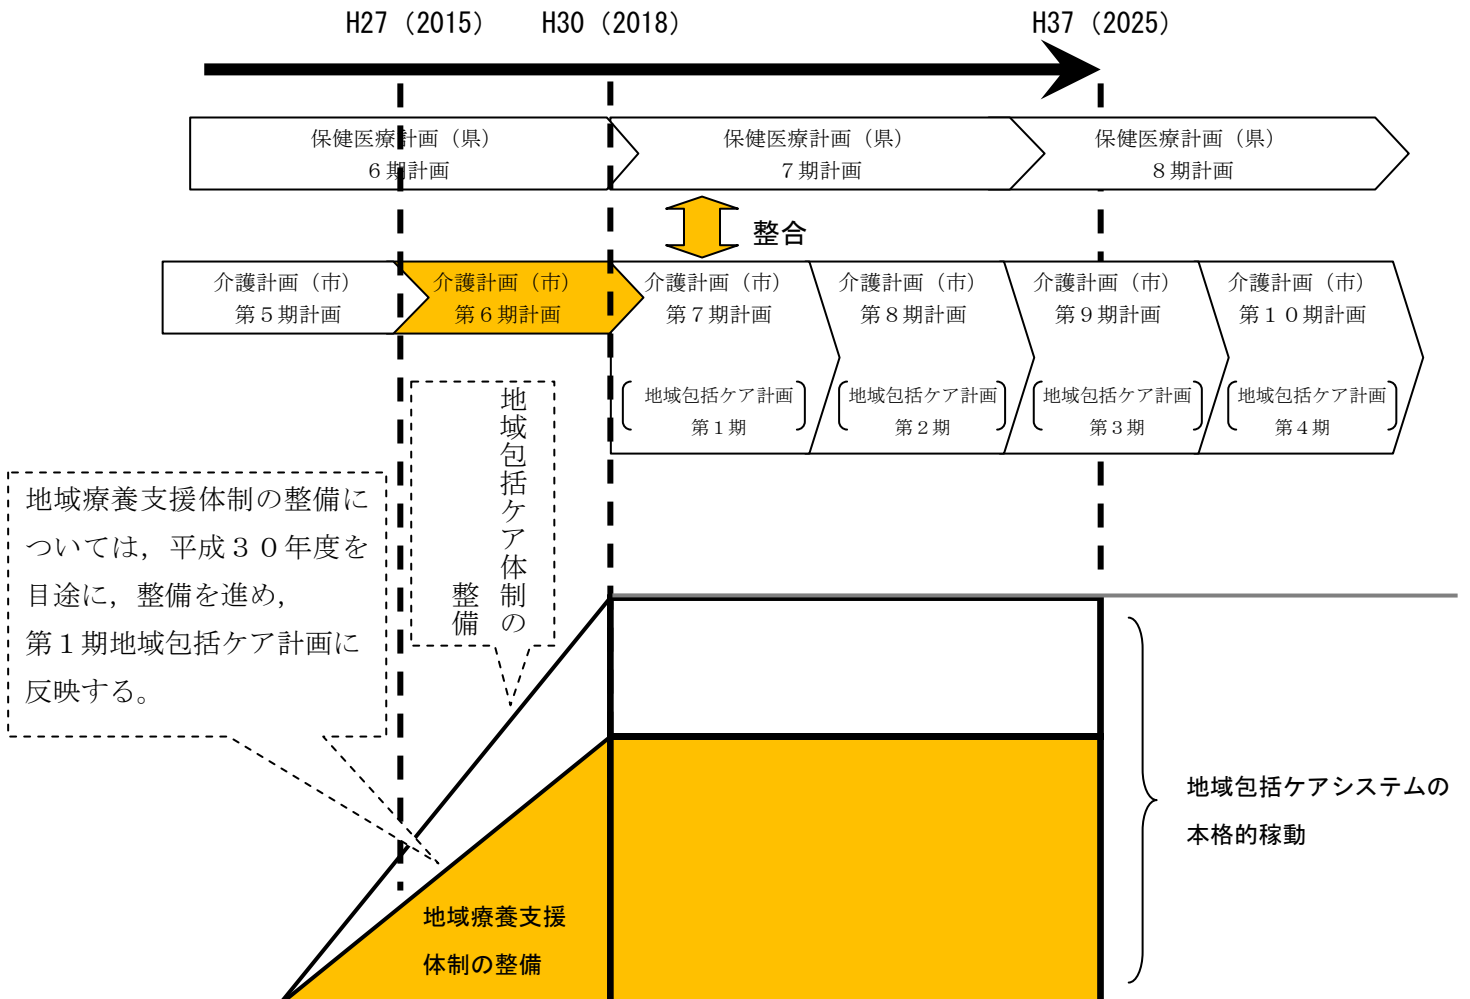 H27（2015）
H30（2018）
H37（2025）
保健医療計画（県）
６期計画
保健医療計画（県）
７期計画
保健医療計画（県）
８期計画
整合
介護計画（市）
第５期計画
介護計画（市）
第６期計画
介護計画（市）
第７期計画
地域包括ケア計画
第１期
介護計画（市）
第８期計画
地域包括ケア計画
第２期
介護計画（市）
第９期計画
地域包括ケア計画
第３期
介護計画（市）
第１０期計画
地域包括ケア計画
第４期
地域包括ケア体制の
整備
地域療養支援体制の整備に
ついては，平成３０年度を
目途に，整備を進め，
第１期地域包括ケア計画に
反映する。
地域包括ケアシステムの
本格的稼動
地域療養支援
体制の整備